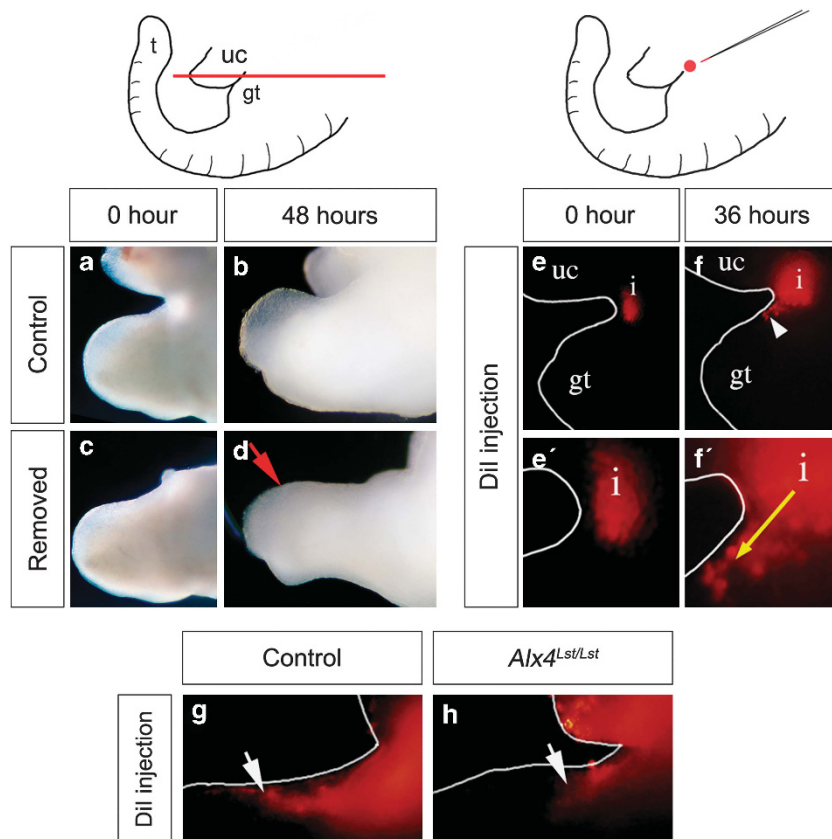 t
uc
gt
0 hour
48 hours
0 hour
36 hours
Control
a
b
e
uc
i
gt
f
uc
i
gt
Removed
c
d
DiI injection
e´
i
f´
i
Control
Alx4Lst/Lst
DiI injection
g
h